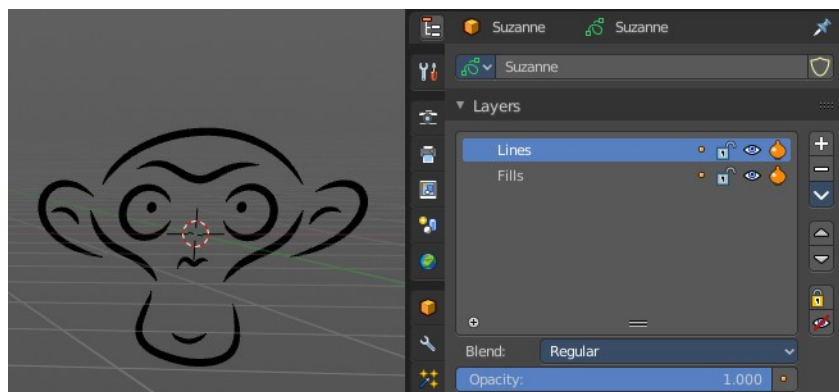 Suzanne Suzanne
Suzanne
Layers
Lines
Fills
Blend: Regular
Opacity: 1.000